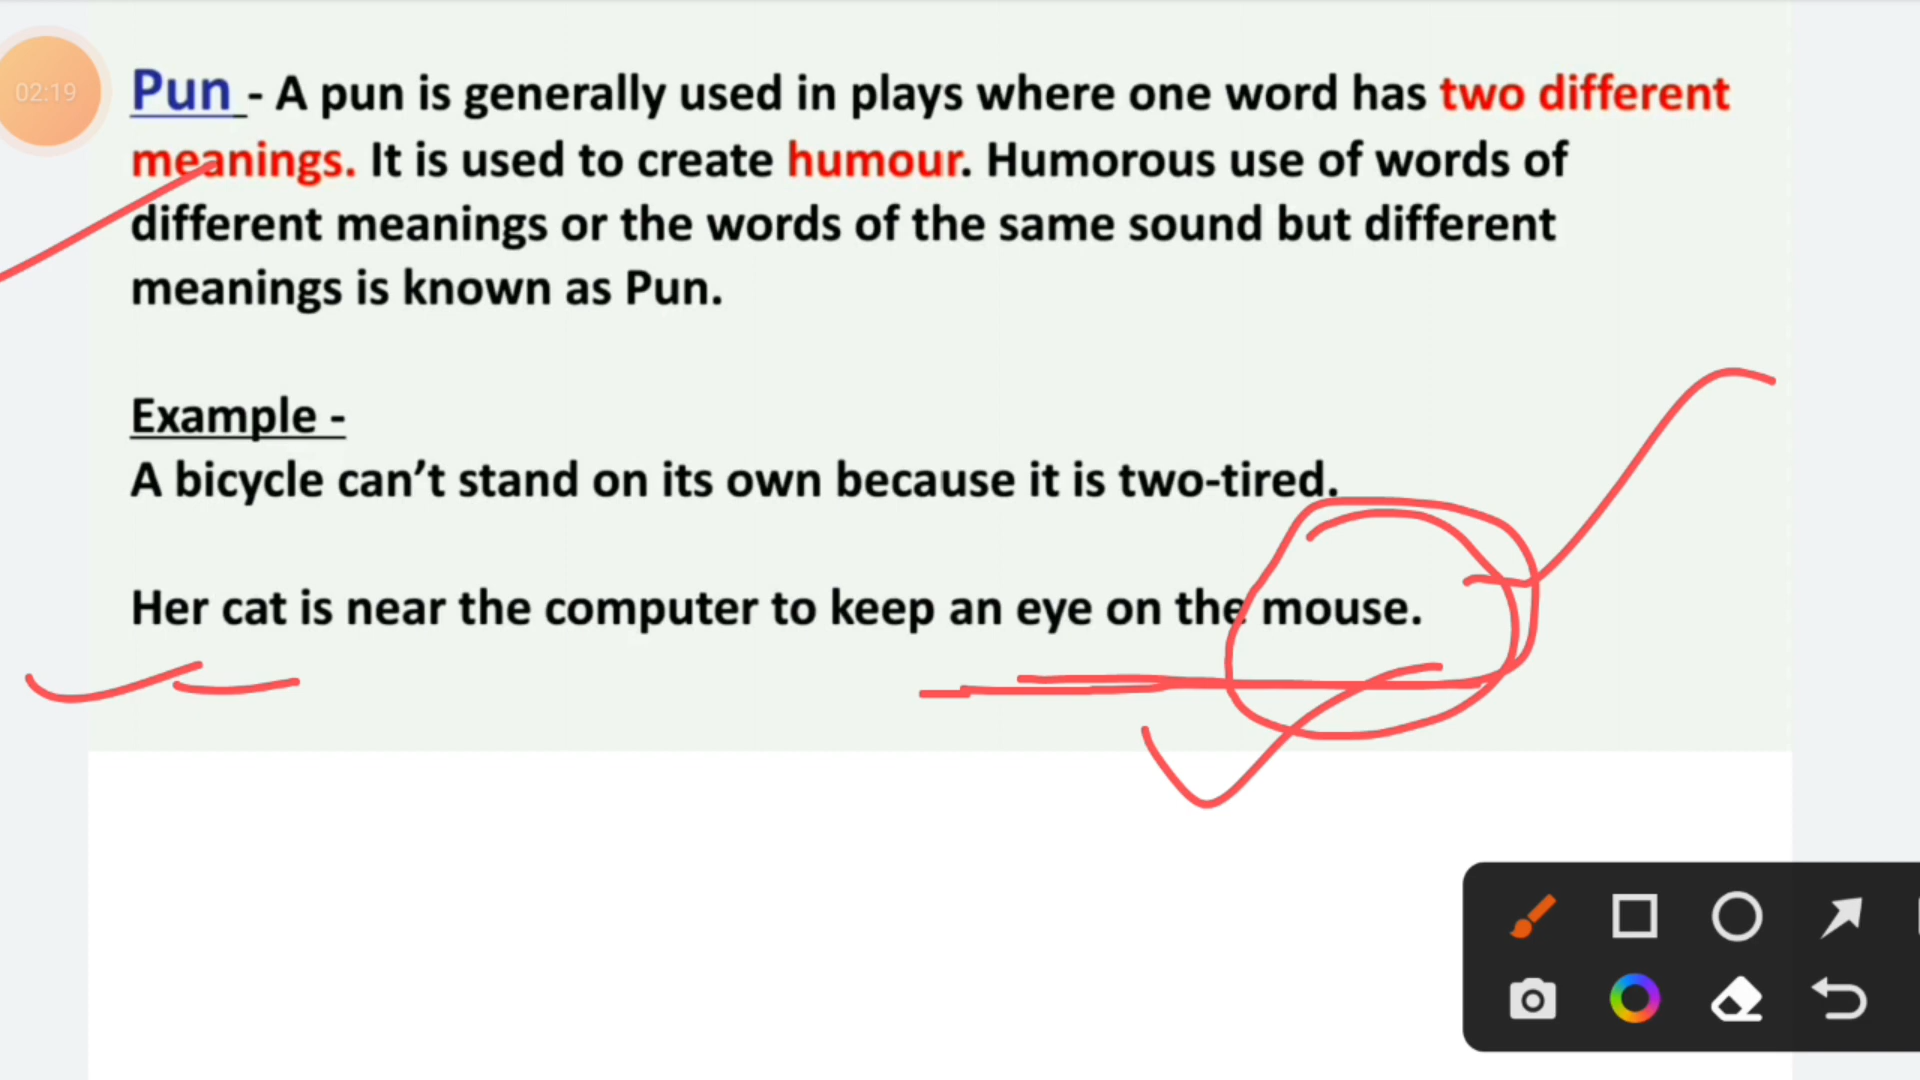 02:19
Pun - A pun is generally used in plays where one word has two different
meanings. It is used to create humour. Humorous use of words of
different meanings or the words of the same sound but different
meanings is known as Pun.
Example -
A bicycle can’t stand on its own because it is two-tired.
Her cat is near the computer to keep an eye on the mouse.